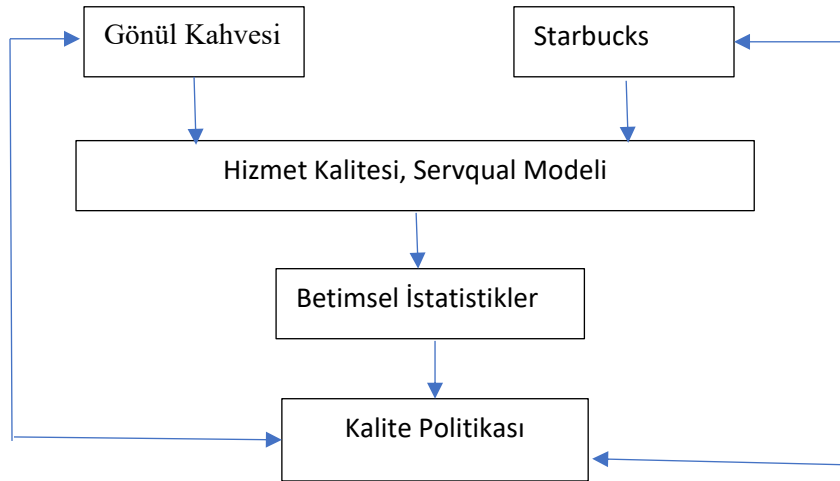 Gönül Kahvesi
Starbucks
Hizmet Kalitesi, Servqual Modeli
Betimsel İstatistikler
Kalite Politikası